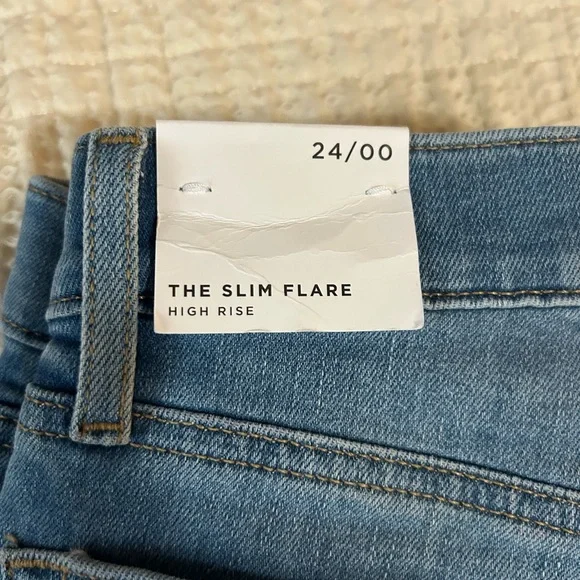 24/00
THE SLIM FLARE
HIGH RISE